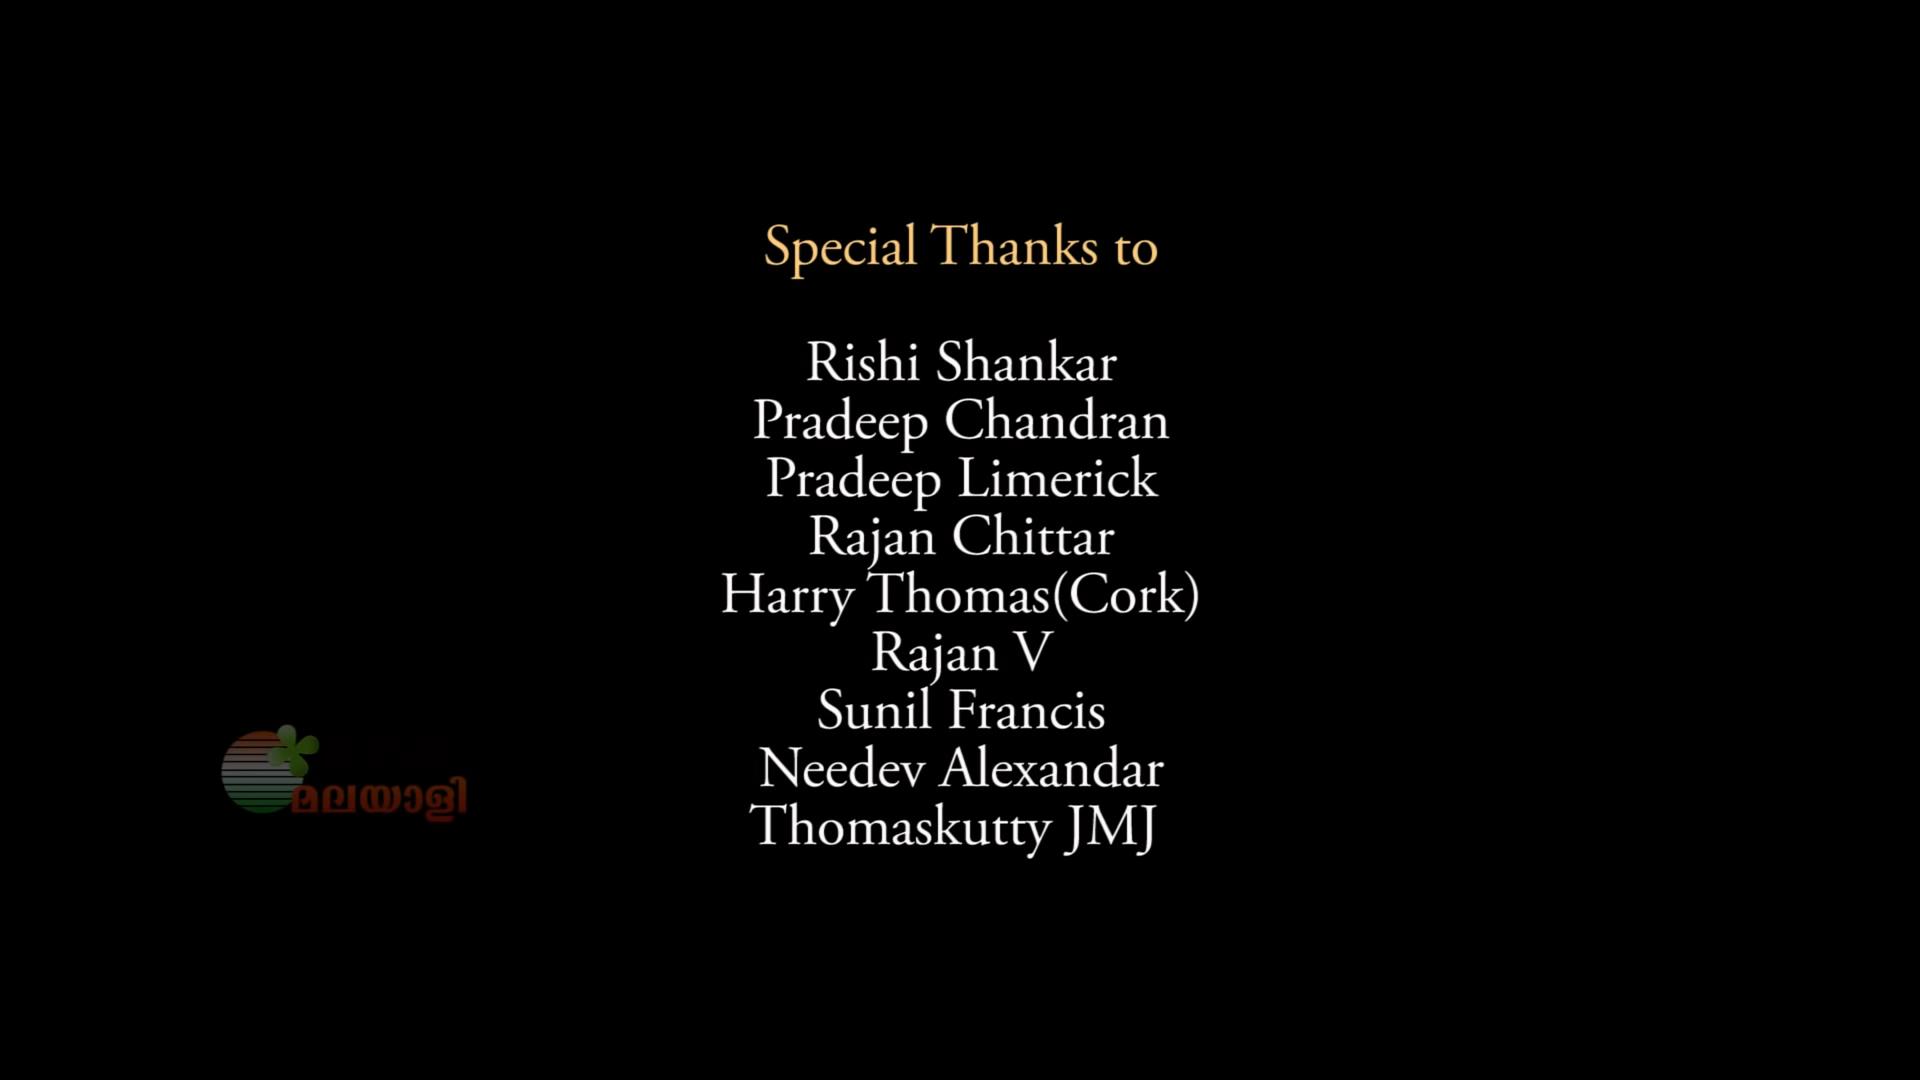 Special Thanks to
Rishi Shankar
Pradeep Chandran
Pradeep Limerick
Rajan Chittar
Harry Thomas(Cork)
Rajan V
Sunil Francis
Needev Alexandar
Thomaskutty JMJ
മലയാളി